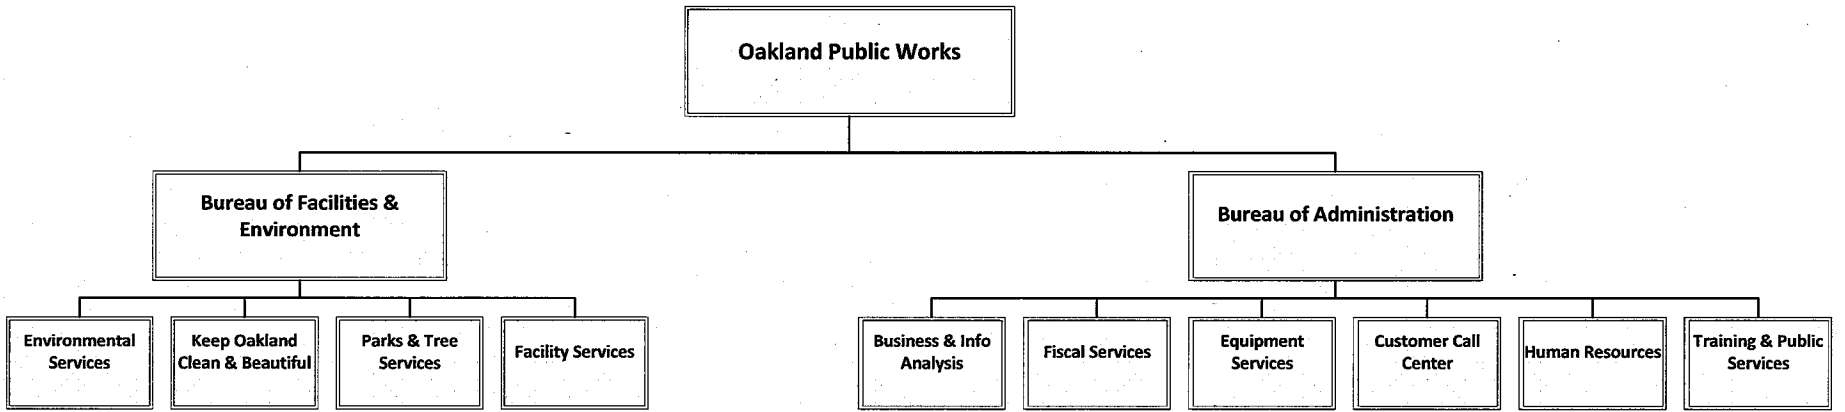 Oakland Public Works
Bureau of Facilities &
Environment
Bureau of Administration
Environmental
Services
Keep Oakland
Clean & Beautiful
Parks & Tree
Services
Facility Services
Business & Info
Analysis
Fiscal Services
Equipment
Services
Customer Call
Center
Human Resources
Training & Public
Services